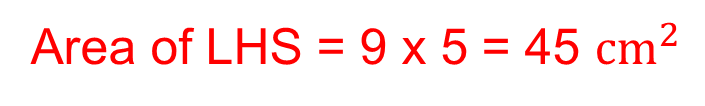 Area of LHS = 9 x 5 = 45 cm²